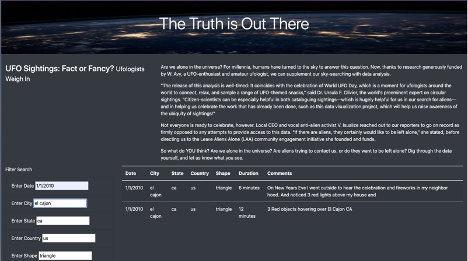 The Truth is Out There
UFO Sightings: Fact or Fancy? Ufologists
Weigh In
Are we alone in the universe? For millennia, humans have turned to the sky to answer this question. Now, thanks to research generously funded
by W. Avy, a UFO-enthusiast and amateur ufologist, we can supplement our sky-searching with data analysis.
"The release of this analysis is well-timed: it coincides with the celebration of World UFO Day, which is a moment for ufologists around the
world to connect, relax, and sample a range of UFO-themed snacks," said Dr. Ursula F. Olivier, the world's preeminent expert on circular
sightings. "Citizen-scientists can be especially helpful in both cataloguing sightings—which is hugely helpful for us in our search for aliens—
and in helping us celebrate the work that has already been done, such as this data visualization project, which will help us raise awareness of
the ubiquity of sightings!"
Not everyone is ready to celebrate, however. Local CEO and vocal anti-alien activist V. Isualize reached out to our reporters to go on record as
firmly opposed to any attempts to provide access to this data. "If there are aliens, they certainly would like to be left alone," she stated, before
directing us to the Leave Aliens Alone (LAA) community engagement initiative she founded and funds.
So what do YOU think? Are we alone in the universe? Are aliens trying to contact us, or do they want to be left alone? Dig through the data
yourself, and let us know what you see.
Filter Search
Date City State Country Shape Duration Comments
Enter Date 1/1/2010
1/1/2010 el cajon ca us triangle 6 minutes On New Years Eve I went outside to hear the celebration and fireworks in my neighbor
hood. And noticed 3 red lights above my house and
Enter City el cajon
1/1/2010 el cajon ca us triangle 12 minutes 3 Red objects hovering over El Cajon CA
Enter State ca
Enter Country us
Enter Shape triangle